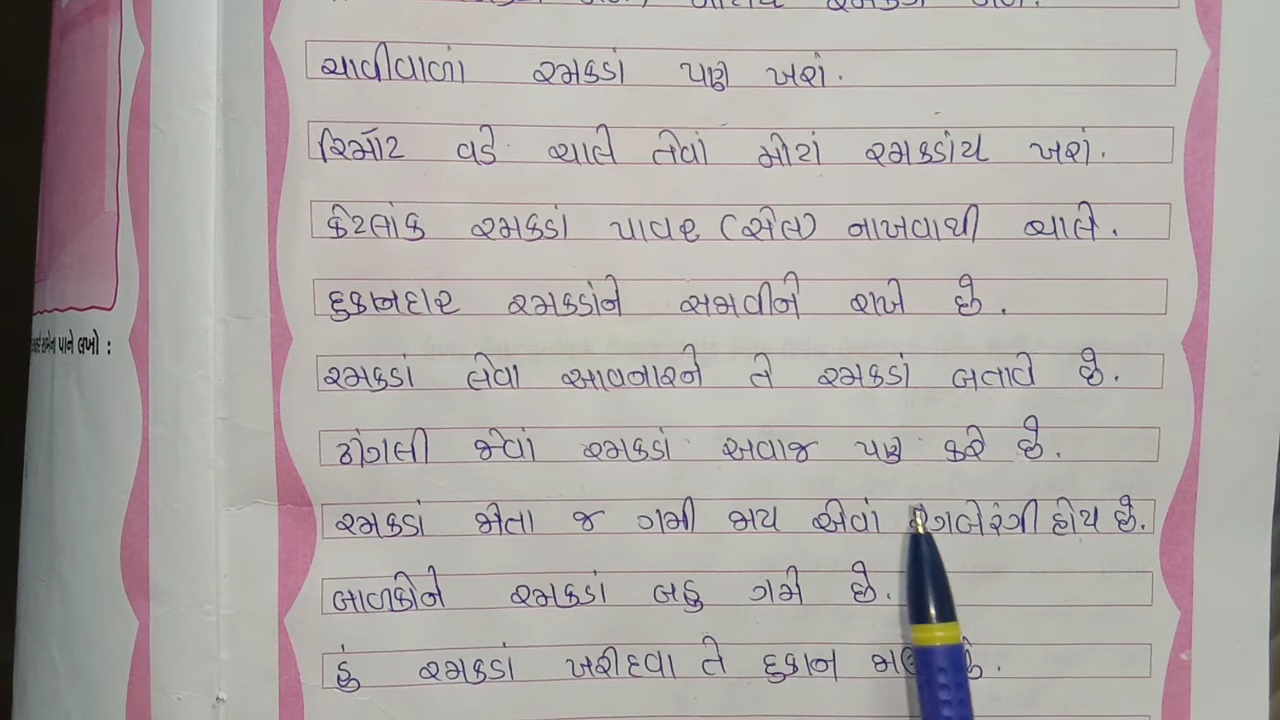 રમકડાં
ચાવીવાળાં રમકડાં પણ ખરાં.
રિમોટ વડે ચાલે તેવાં મોટાં રમકડાંય ખરાં.
કેટલાંક રમકડાં પાવર (સેલ) નાખવાથી ચાલે.
દુકાનદાર રમકડાંને સજાવીને રાખે છે.
રમકડાં લેવા આવનારને તે રમકડાં બતાવે છે.
સામેના પાને લખો :
ઢીંગલી જેવાં રમકડાં અવાજ પણ કરે છે.
રમકડાં જોતા જ ગમી જાય એવાં રંગબેરંગી હોય છે.
બાળકોને રમકડાં બહુ ગમે છે.
હું રમકડાં ખરીદવા તે દુકાન